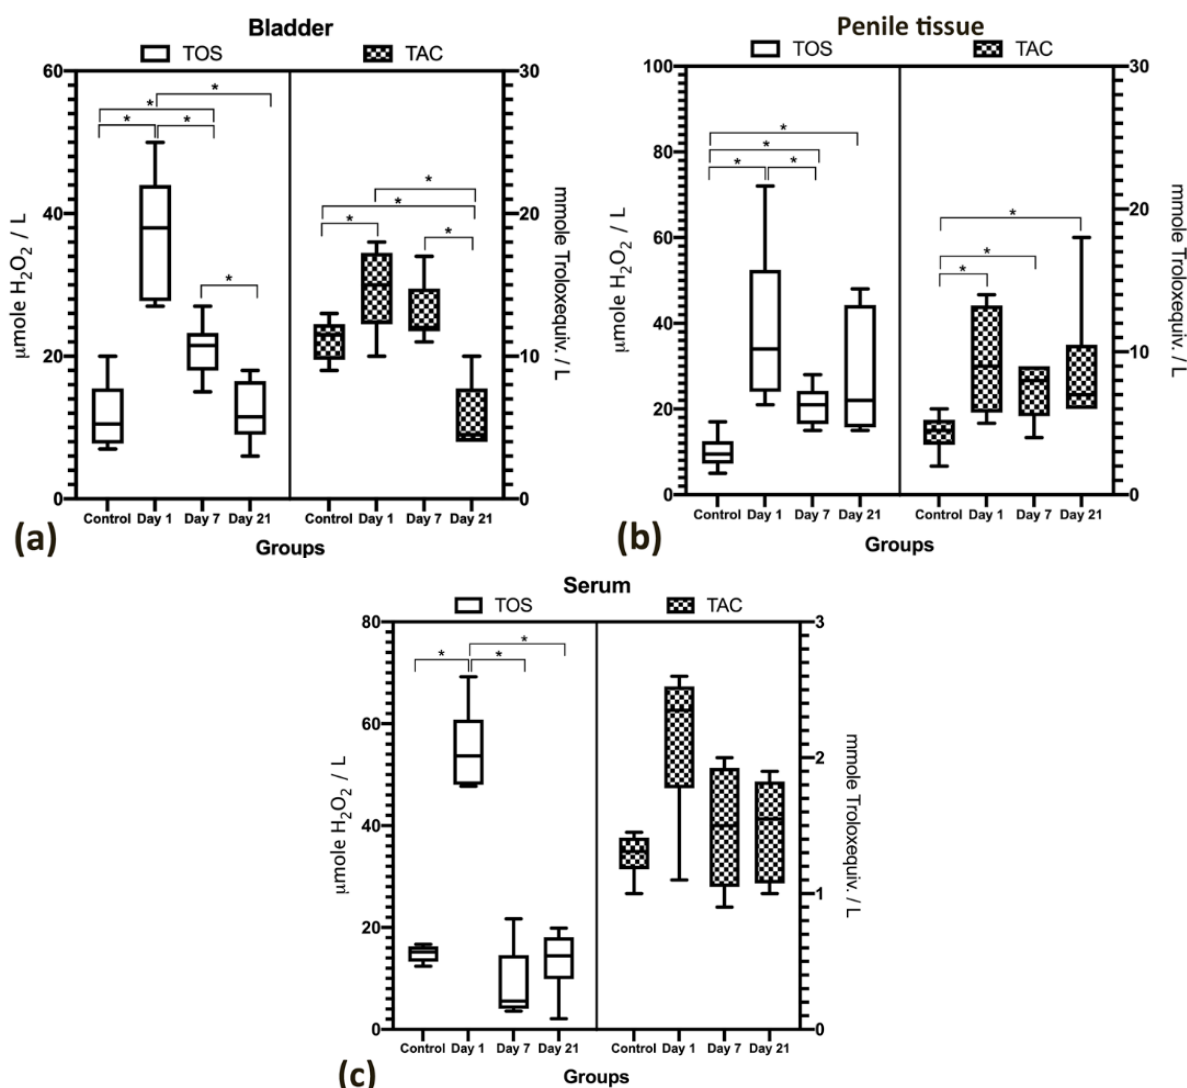 Bladder
TOS TAC
60 30
* *
* *
*
40 20
* *
* *
20 10
0 0
Control Day 1 Day 7 Day 21 Control Day 1 Day 7 Day 21
Groups
μmole H₂O₂ / L
mmole Troloxequiv. / L
(a)
Penile tissue
TOS TAC
100 30
80
*
*
* *
60 20
*
*
*
40
10
20
0 0
Control Day 1 Day 7 Day 21 Control Day 1 Day 7 Day 21
Groups
μmole H₂O₂ / L
mmole Troloxequiv. / L
(b)
Serum
TOS TAC
80 3
*
* *
60
2
40
1
20
0 0
Control Day 1 Day 7 Day 21 Control Day 1 Day 7 Day 21
Groups
μmole H₂O₂ / L
mmole Troloxequiv. / L
(c)